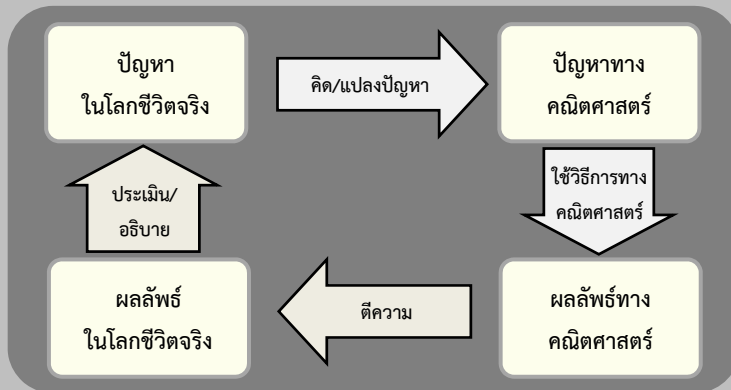 ปัญหา
ในโลกชีวิตจริง
คิด/แปลงปัญหา
ปัญหาทาง
คณิตศาสตร์
ใช้วิธีการทาง
คณิตศาสตร์
ผลลัพธ์ทาง
คณิตศาสตร์
ตีความ
ผลลัพธ์
ในโลกชีวิตจริง
ประเมิน/
อธิบาย